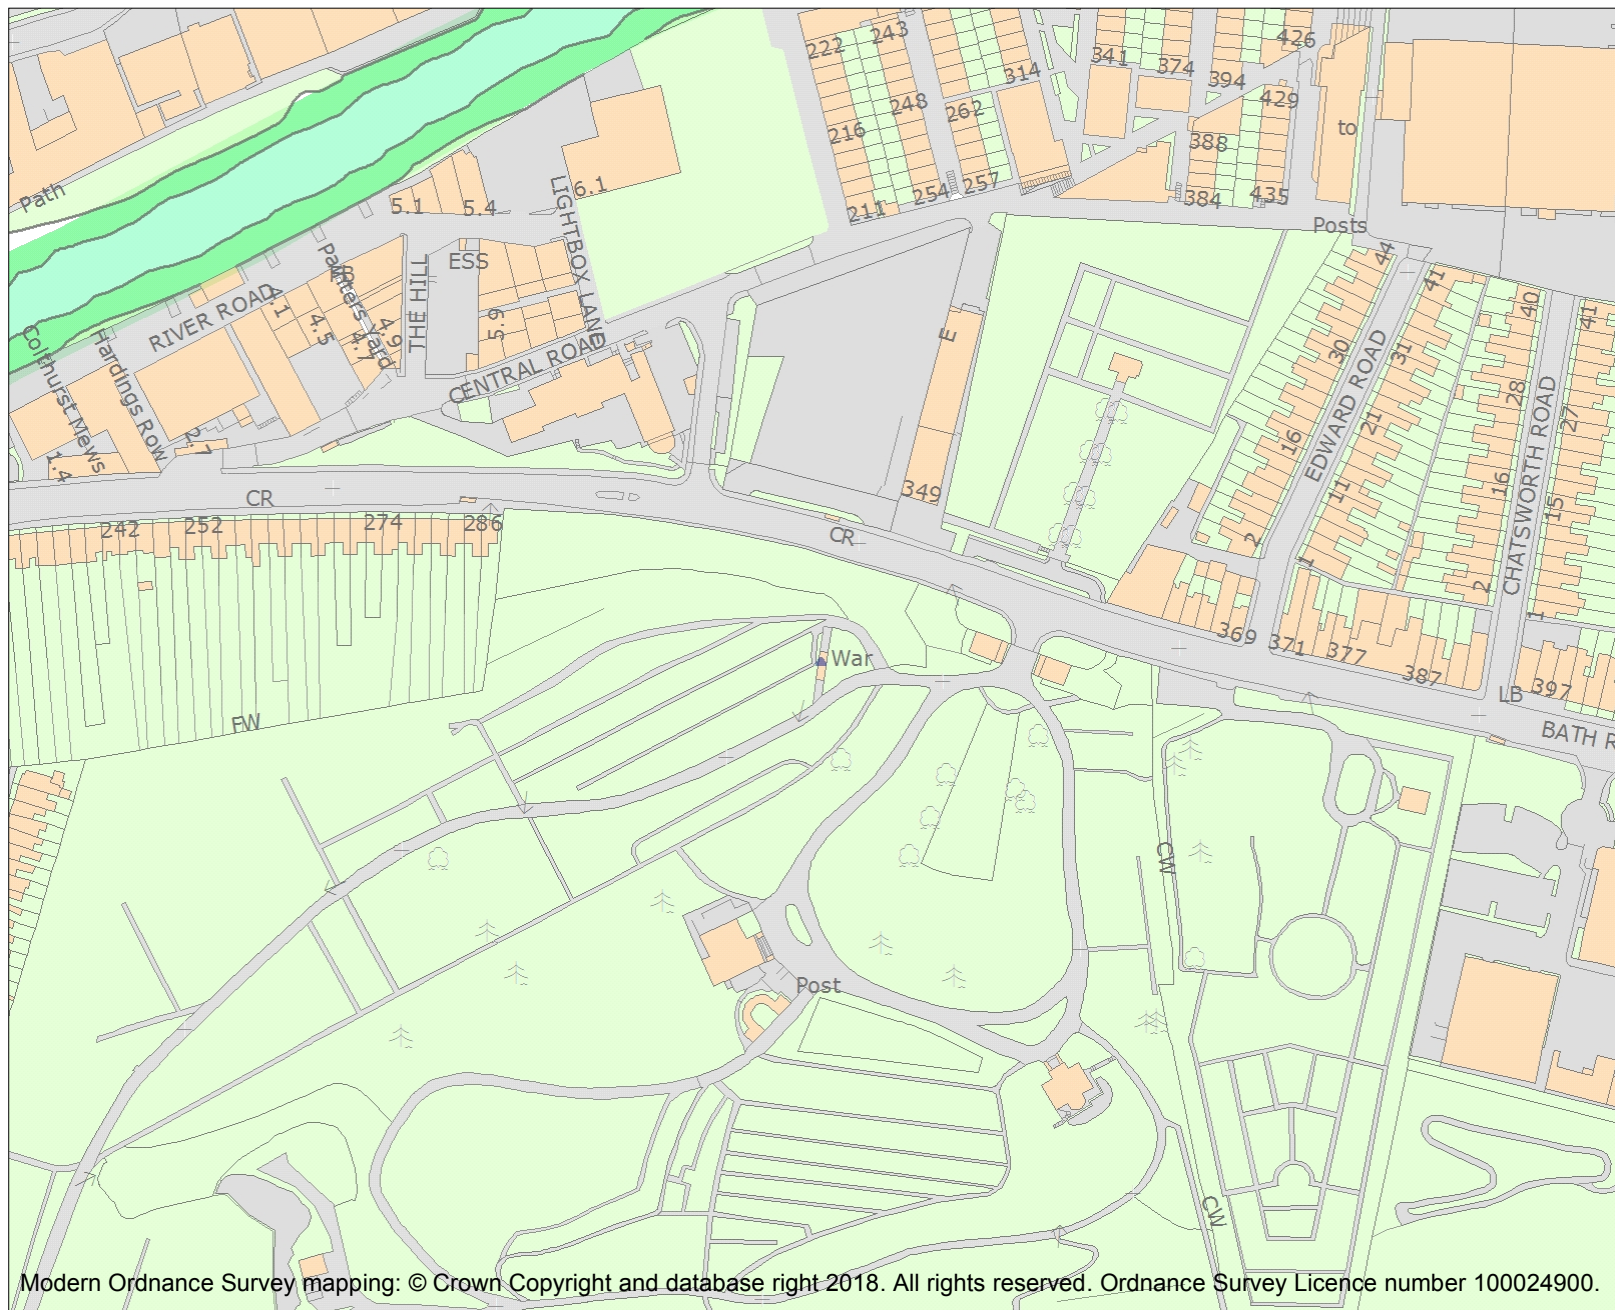 222
243
426
341
374
394
314
429
248
262
216
to
388
Path
LIGHTBOX LANE
6.1
5.1
5.4
254
257
384
435
211
Posts
44
Painters Yard
ESS
THE HILL
41
4.1
RIVER ROAD
40
41
4.5
4.7
4.9
5.6
E
30
31
EDWARD ROAD
Colthurst Mews
Hardings Row
CENTRAL ROAD
28
CHATSWORTH ROAD
27
21
16
2.7
1.4
CR
349
11
16
15
242
252
274
286
CR
2
1
2
1
369
371
377
387
War
397
LB
FW
BATH R
CW
Post
CW
Modern Ordnance Survey mapping: © Crown Copyright and database right 2018. All rights reserved. Ordnance Survey Licence number 100024900.